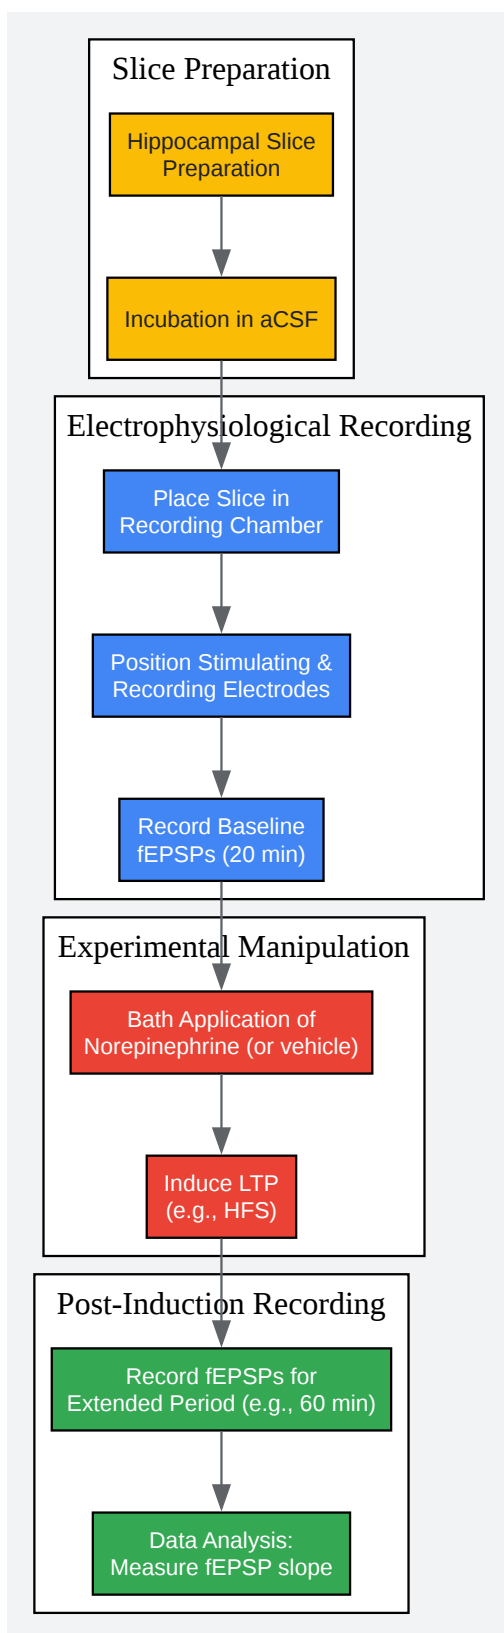 Slice Preparation
Hippocampal Slice
Preparation
Incubation in aCSF
Electrophysiological Recording
Place Slice in
Recording Chamber
Position Stimulating &
Recording Electrodes
Record Baseline
fEPSPs (20 min)
Experimental Manipulation
Bath Application of
Norepinephrine (or vehicle)
Induce LTP
(e.g., HFS)
Post-Induction Recording
Record fEPSPs for
Extended Period (e.g., 60 min)
Data Analysis:
Measure fEPSP slope